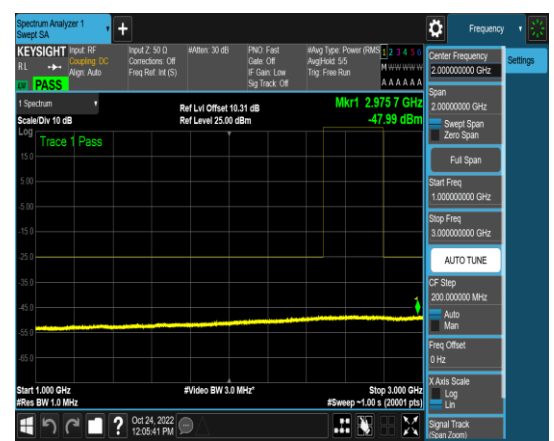 Spectrum Analyzer 1
Swept SA
+
Frequency
KEYSIGHT
Input: RF
Input Z: 50 Ω
#Atten: 30 dB
PNO: Fast
#Avg Type: Power (RMS
1 2 3 4 5 6
RL
Coupling: DC
Corrections: Off
Gate: Off
Avg|Hold: 5/5
M W W W W W
Align: Auto
Freq Ref: Int (S)
IF Gain: Low
Trig: Free Run
A A A A A A
Sig Track: Off
PASS
1 Spectrum
Ref Lvl Offset 10.31 dB
Mkr1 2.975 7 GHz
Scale/Div 10 dB
Ref Level 25.00 dBm
-47.99 dBm
Log
Trace 1 Pass
15.0
5.00
-5.00
-15.0
-25.0
-35.0
-45.0
-55.0
-65.0
1
Start 1.000 GHz
#Video BW 3.0 MHz*
Stop 3.000 GHz
#Res BW 1.0 MHz
#Sweep ~1.00 s (20001 pts)
?
Oct 24, 2022
12:05:41 PM
Center Frequency
2.000000000 GHz
Settings
Span
2.00000000 GHz
Swept Span
Zero Span
Full Span
Start Freq
1.000000000 GHz
Stop Freq
3.000000000 GHz
AUTO TUNE
CF Step
200.000000 MHz
Auto
Man
Freq Offset
0 Hz
X Axis Scale
Log
Lin
Signal Track
(Span Zoom)